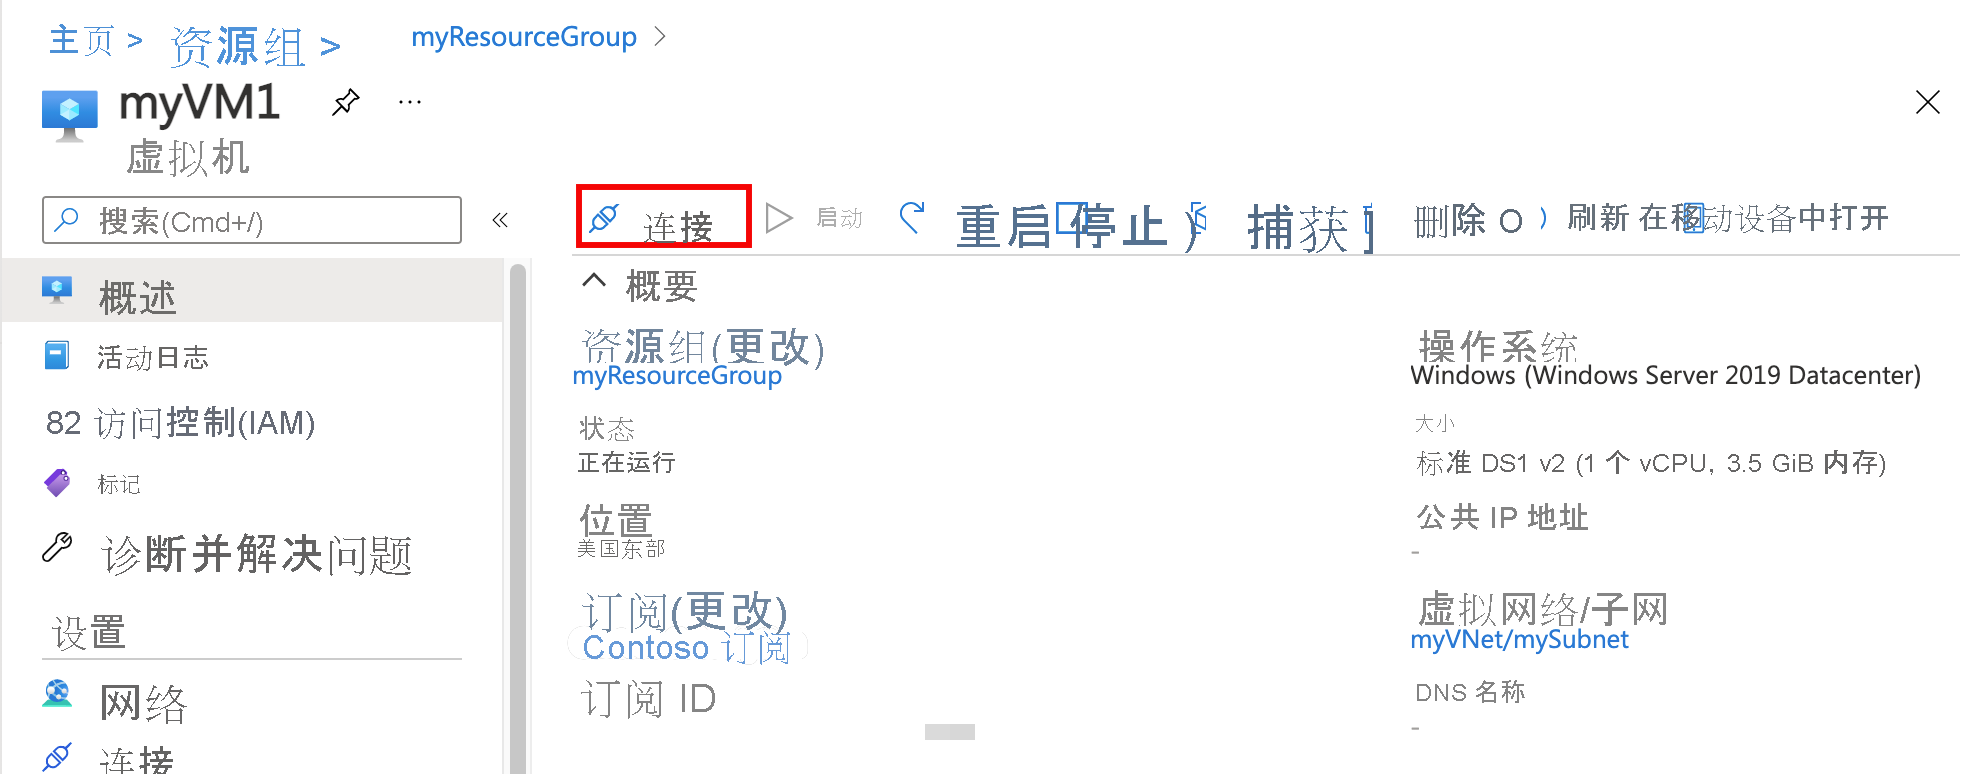 主页 > 资源组 > myResourceGroup >
myVM1 ...
虚拟机
搜索(Cmd+/) «
连接 启动 重启 停止 ) 捕获 ] 删除 O ) 刷新 在移动设备中打开
概述
活动日志
82 访问控制(IAM)
标记
诊断并解决问题
设置
网络
连接
概要
资源组(更改)
myResourceGroup
状态
正在运行
位置
美国东部
订阅(更改)
Contoso 订阅
订阅 ID
操作系统
Windows (Windows Server 2019 Datacenter)
大小
标准 DS1 v2 (1 个 vCPU, 3.5 GiB 内存)
公共 IP 地址
-
虚拟网络/子网
myVNet/mySubnet
DNS 名称
-